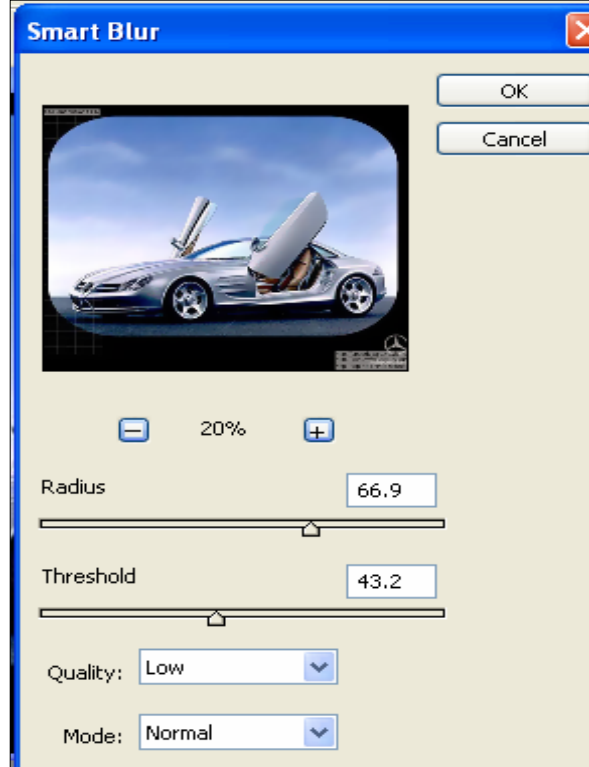 Smart Blur
OK
Cancel
20%
Radius
66.9
Threshold
43.2
Quality: Low
Mode: Normal